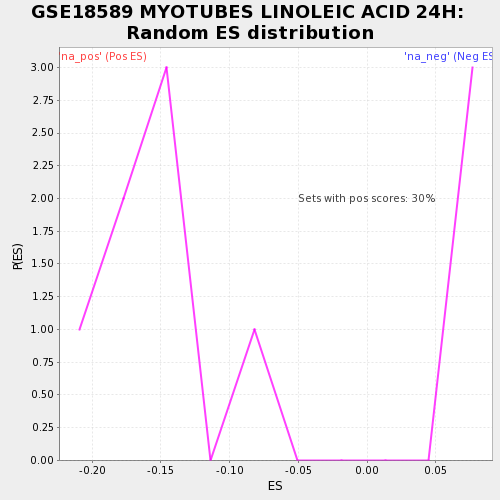 GSE18589 MYOTUBES LINOLEIC ACID 24H:
Random ES distribution
na_pos' (Pos ES)
'na_neg' (Neg ES
3.00
2.75
2.50
2.25
2.00
1.75
1.50
1.25
1.00
0.75
0.50
0.25
0.00
P(ES)
Sets with pos scores: 30%
-0.20
-0.15
-0.10
-0.05
0.00
0.05
ES